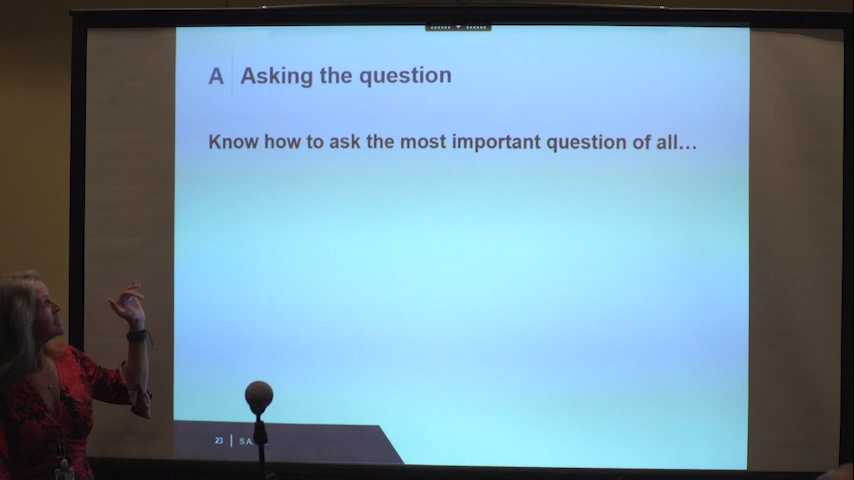 A Asking the question
Know how to ask the most important question of all…
23